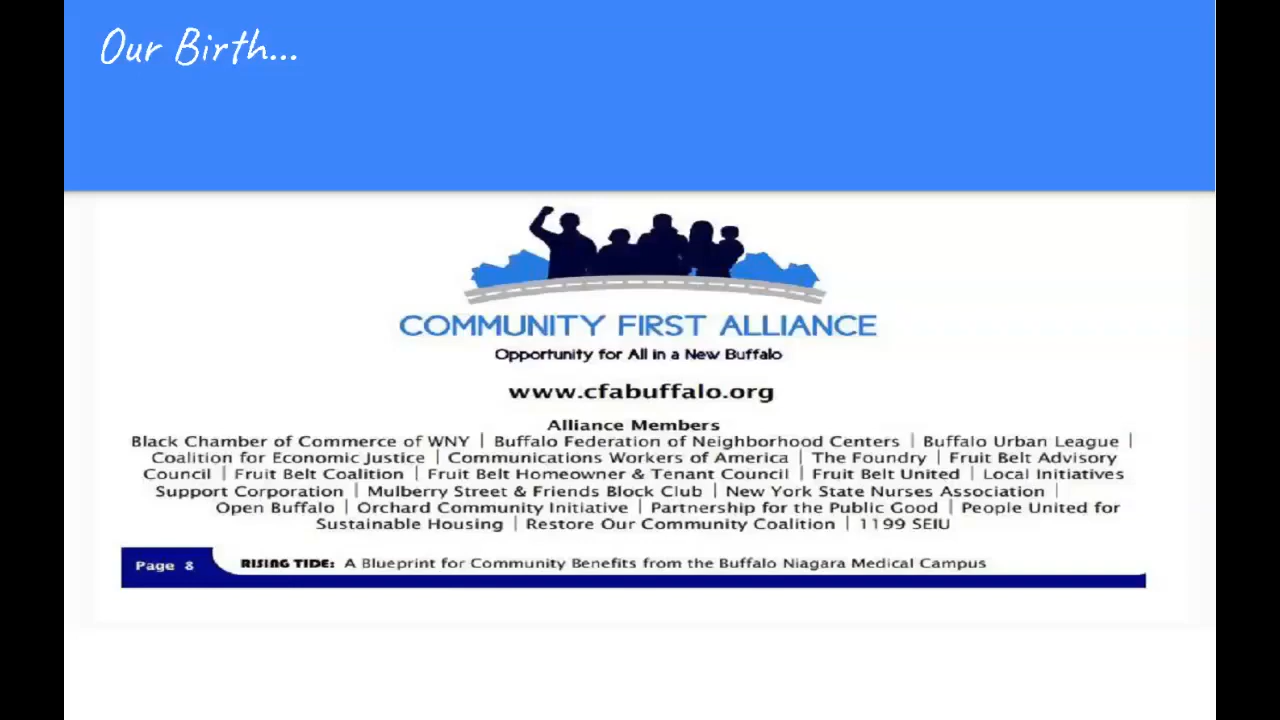 Our Birth...
COMMUNITY FIRST ALLIANCE
Opportunity for All in a New Buffalo
www.cfabuffalo.org
Alliance Members
Black Chamber of Commerce of WNY | Buffalo Federation of Neighborhood Centers | Buffalo Urban League |
Coalition for Economic Justice | Communications Workers of America | The Foundry | Fruit Belt Advisory
Council | Fruit Belt Coalition | Fruit Belt Homeowner & Tenant Council | Fruit Belt United | Local Initiatives
Support Corporation | Mulberry Street & Friends Block Club | New York State Nurses Association |
Open Buffalo | Orchard Community Initiative | Partnership for the Public Good | People United for
Sustainable Housing | Restore Our Community Coalition | 1199 SEIU
Page 8 RISING TIDE: A Blueprint for Community Benefits from the Buffalo Niagara Medical Campus